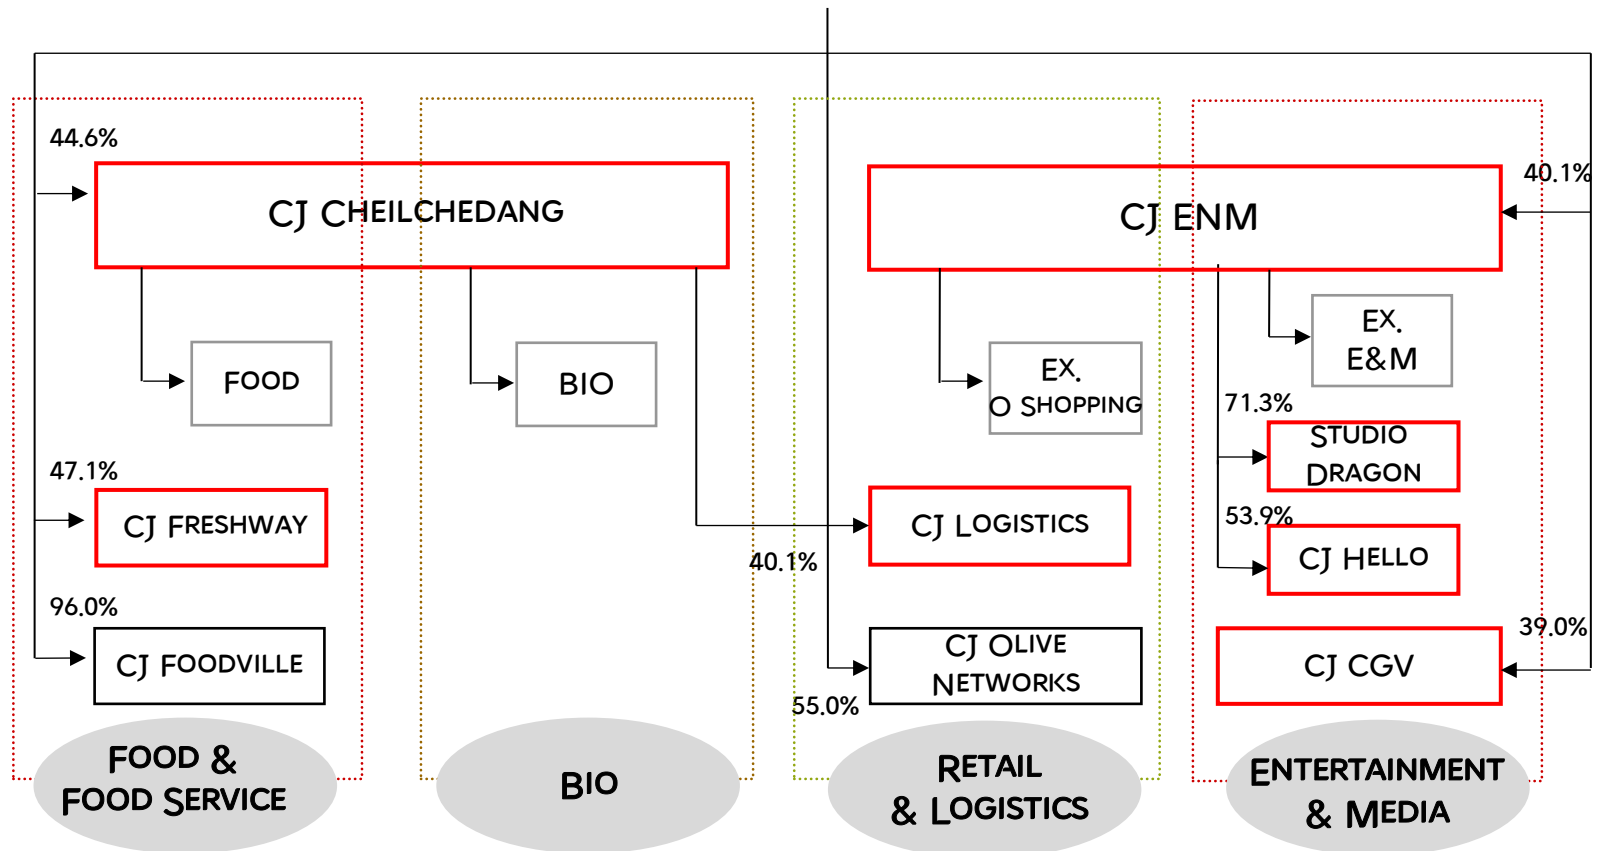 44.6%
CJ CHEILCHEDANG
40.1%
CJ ENM
FOOD
BIO
EX.
O SHOPPING
EX.
E&M
71.3%
STUDIO
DRAGON
47.1%
CJ FRESHWAY
CJ LOGISTICS
40.1%
53.9%
CJ HELLO
96.0%
CJ FOODVILLE
CJ OLIVE
NETWORKS
55.0%
39.0%
CJ CGV
FOOD &
FOOD SERVICE
BIO
RETAIL
& LOGISTICS
ENTERTAINMENT
& MEDIA